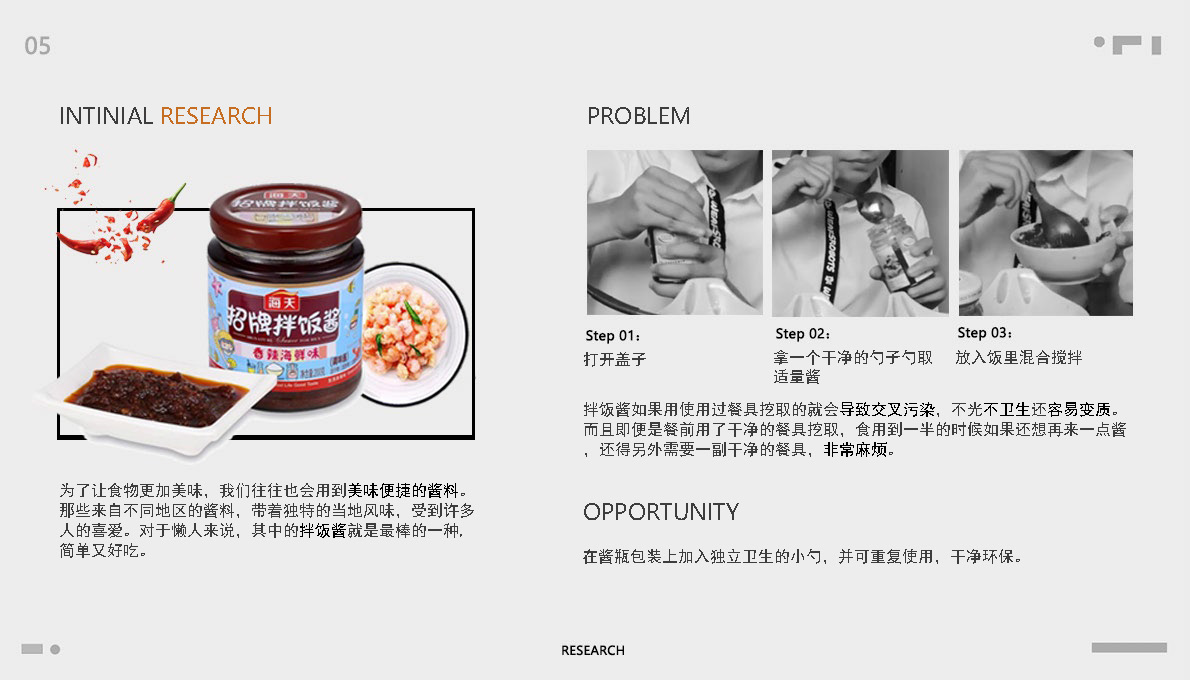 05
INTINIAL RESEARCH
海天
招牌拌饭酱
海天
招牌拌饭酱
香辣海鲜味
为了让食物更加美味，我们往往也会用到美味便捷的酱料。
那些来自不同地区的酱料，带着独特的当地风味，受到许多
人的喜爱。对于懒人来说，其中的拌饭酱就是最棒的一种，
简单又好吃。
PROBLEM
Step 01:
打开盖子
Step 02:
拿一个干净的勺子勺取
适量酱
Step 03:
放入饭里混合搅拌
拌饭酱如果用使用过餐具挖取的就会导致交叉污染，不光不卫生还容易变质。
而且即便是餐前用了干净的餐具挖取，食用到一半的时候如果还想再来一点酱
，还得另外需要一副干净的餐具，非常麻烦。
OPPORTUNITY
在酱瓶包装上加入独立卫生的小勺，并可重复使用，干净环保。
RESEARCH